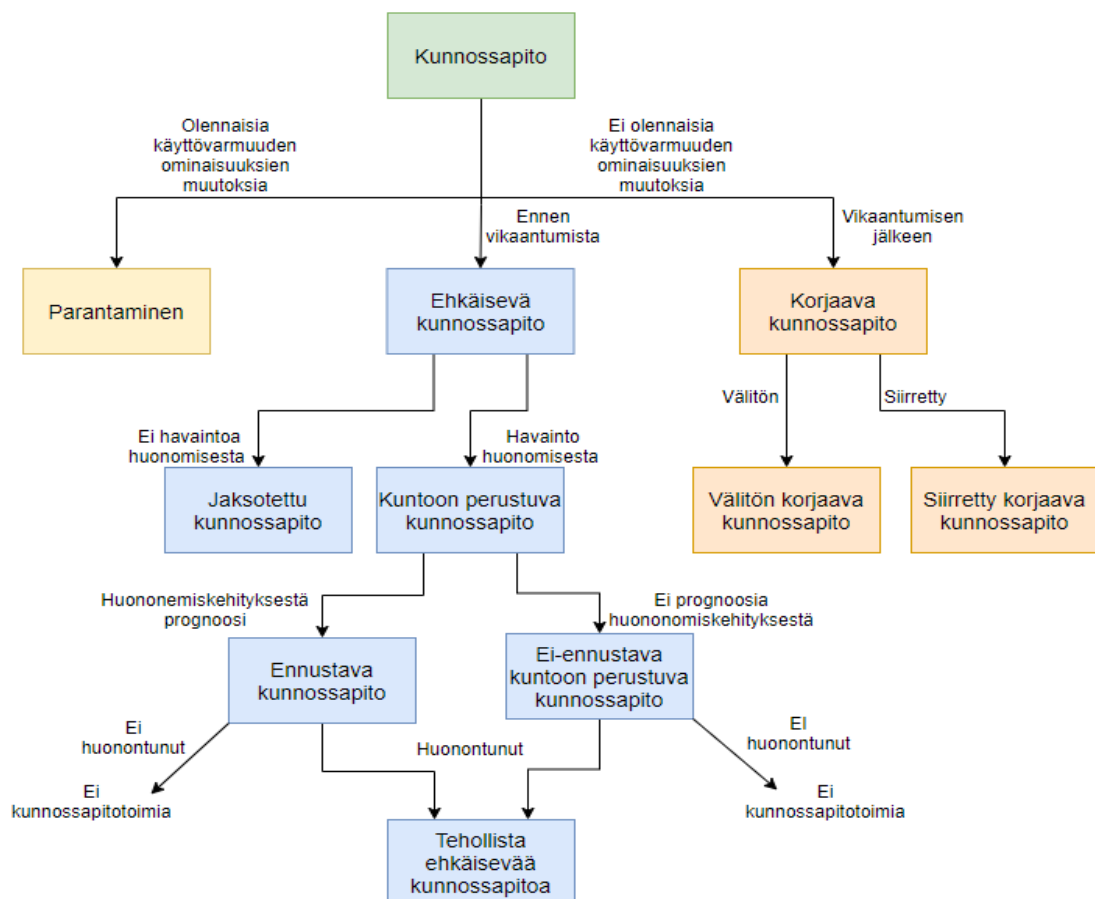 Kunnossapito
Olennaisia
käyttövarmuuden
ominaisuuksien
muutoksia
Ei olennaisia
käyttövarmuuden
ominaisuuksien
muutoksia
Ennen
vikaantumista
Vikaantumisen
jälkeen
Parantaminen
Ehkäisevä
kunnossapito
Korjaava
kunnossapito
Välitön
Siirretty
Ei havaintoa
huonomisesta
Havainto
huonomisesta
Jaksotettu
kunnossapito
Kuntoon perustuva
kunnossapito
Välitön korjaava
kunnossapito
Siirretty korjaava
kunnossapito
Huononemiskehityksestä
prognoosi
Ei prognoosia
huononomiskehityksestä
Ennustava
kunnossapito
Ei-ennustava
kuntoon perustuva
kunnossapito
Ei
huonontunut
Huonontunut
EI
huonontunut
Ei
kunnossapitotoimia
Ei
kunnossapitotoimia
Tehollista
ehkäisevää
kunnossapitoa